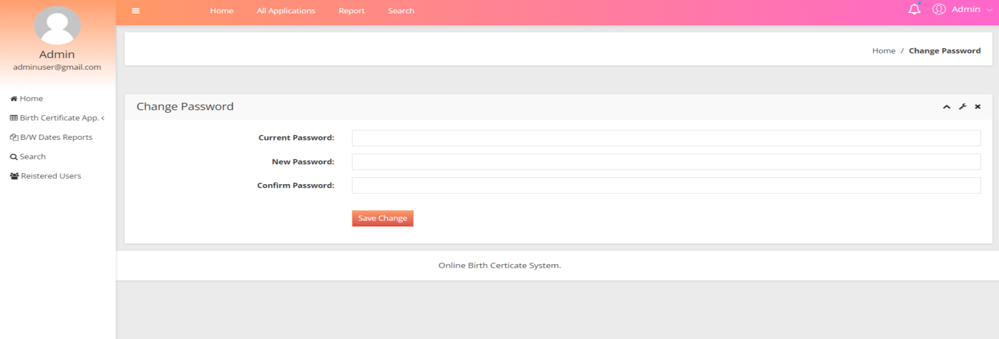 Home All Applications Report Search Admin
Admin
adminuser@gmail.com
Home
Birth Certificate App.
B/W Dates Reports
Search
Reistered Users
Home / Change Password
Change Password
Current Password:
New Password:
Confirm Password:
Save Change
Online Birth Certicate System.